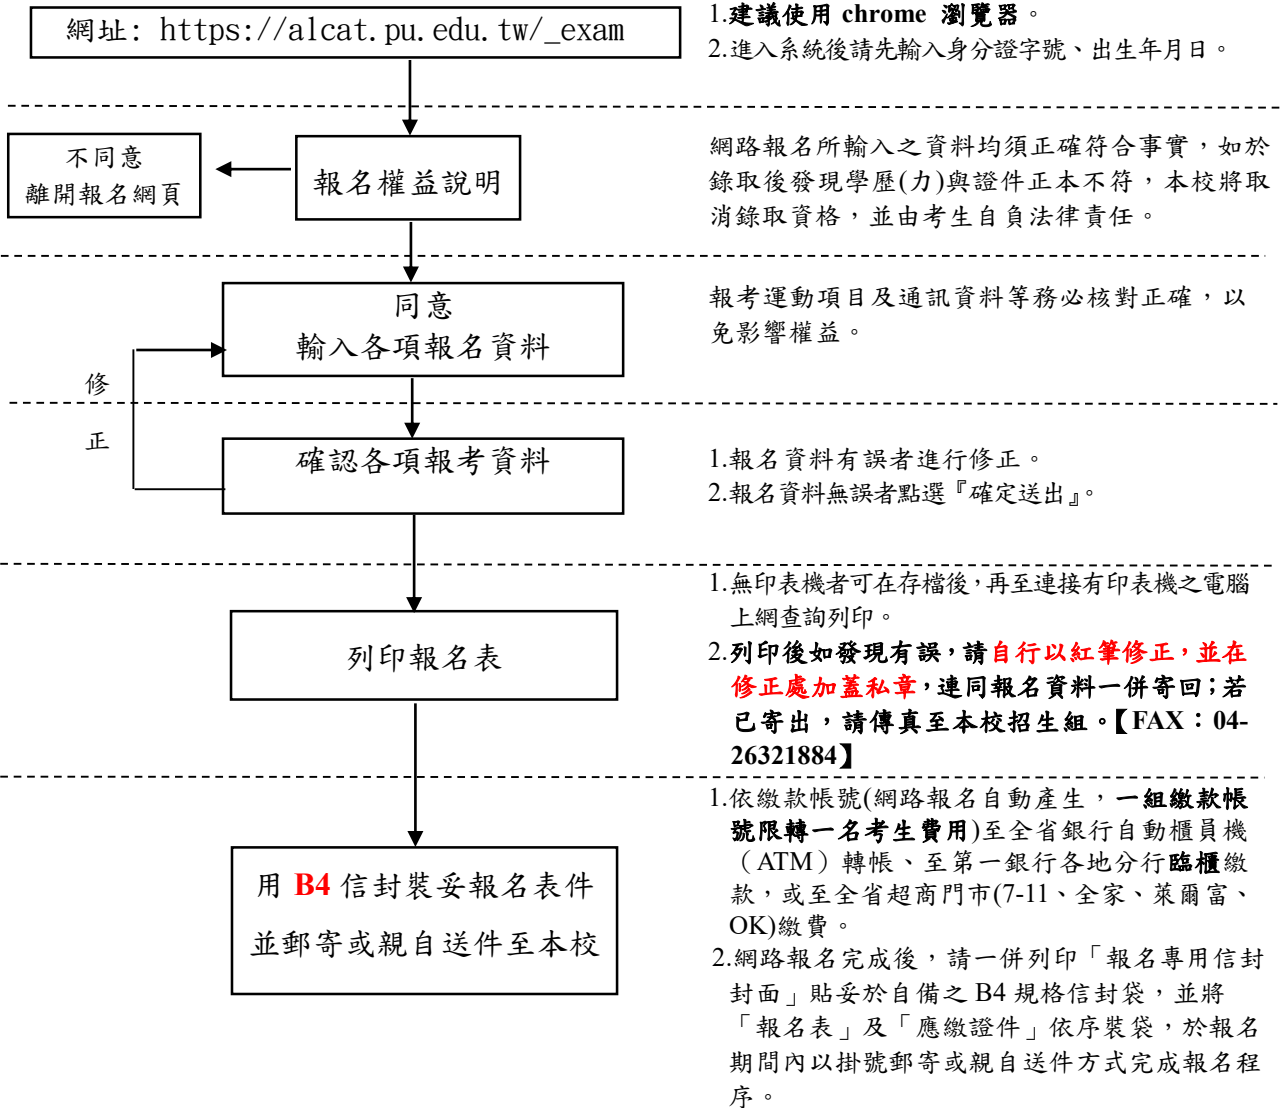 網址: https://alcat.pu.edu.tw/_exam
1.建議使用 chrome 瀏覽器。
2.進入系統後請先輸入身分證字號、出生年月日。
不同意
離開報名網頁
報名權益說明
網路報名所輸入之資料均須正確符合事實，如於
錄取後發現學歷(力)與證件正本不符，本校將取
消錄取資格，並由考生自負法律責任。
同意
輸入各項報名資料
報考運動項目及通訊資料等務必核對正確，以
免影響權益。
修
正
確認各項報考資料
1.報名資料有誤者進行修正。
2.報名資料無誤者點選『確定送出』。
列印報名表
1.無印表機者可在存檔後，再至連接有印表機之電腦
上網查詢列印。
2.列印後如發現有誤，請自行以紅筆修正，並在
修正處加蓋私章，連同報名資料一併寄回；若
已寄出，請傳真至本校招生組。【FAX：04-
26321884】
用 B4 信封裝妥報名表件
並郵寄或親自送件至本校
1.依繳款帳號(網路報名自動產生，一組繳款帳
號限轉一名考生費用)至全省銀行自動櫃員機
（ATM）轉帳、至第一銀行各地分行臨櫃繳
款，或至全省超商門市(7-11、全家、萊爾富、
OK)繳費。
2.網路報名完成後，請一併列印「報名專用信封
封面」貼妥於自備之 B4 規格信封袋，並將
「報名表」及「應繳證件」依序裝袋，於報名
期間內以掛號郵寄或親自送件方式完成報名程
序。